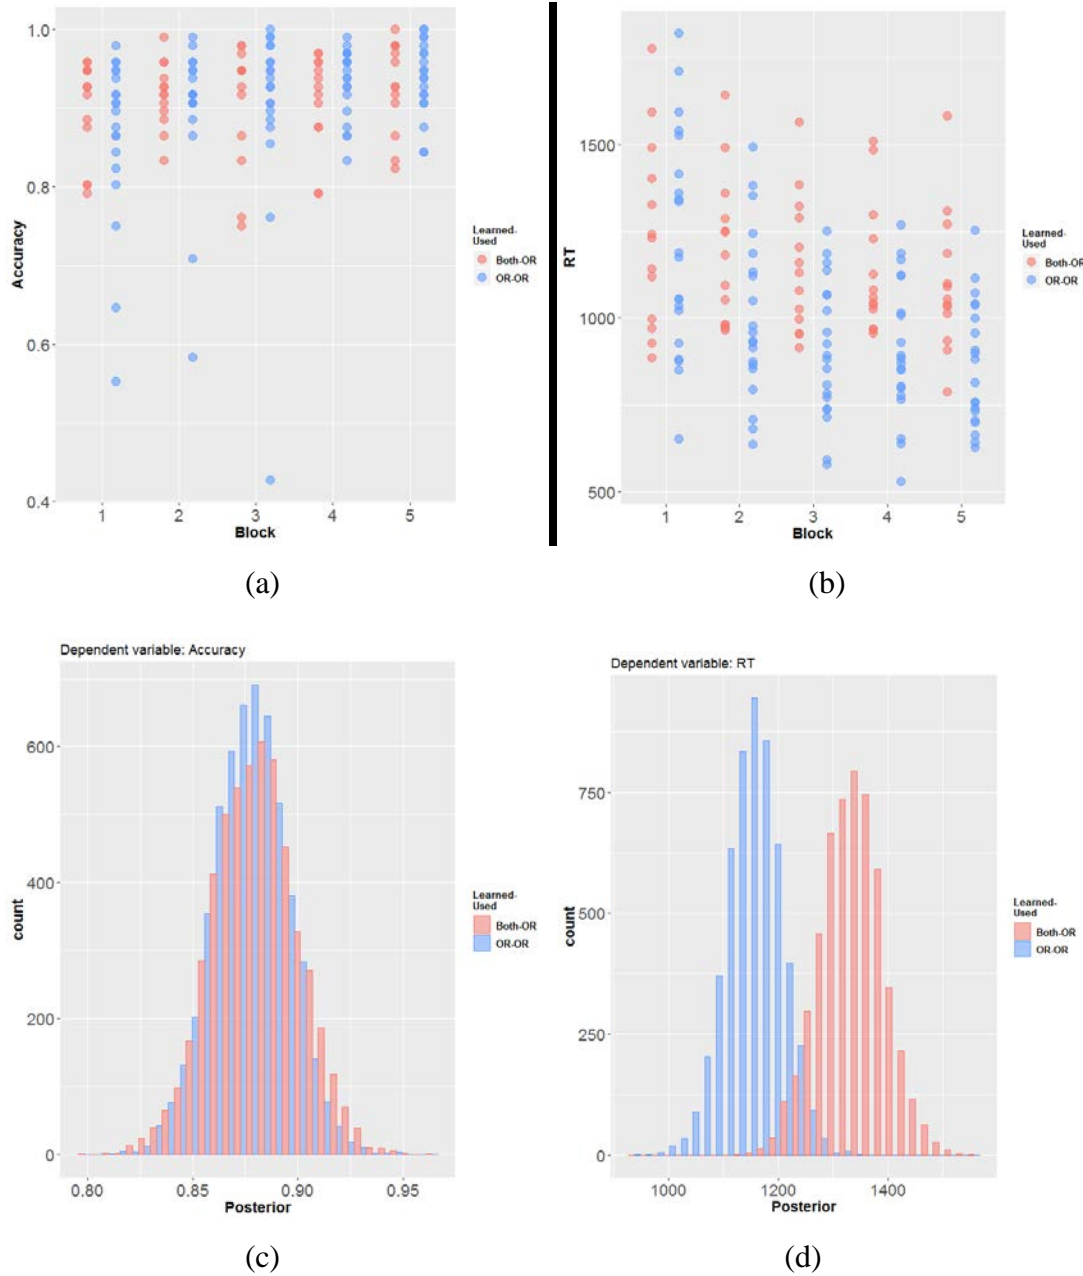 1.0
0.8
0.6
0.4
Accuracy
1 2 3 4 5
Block
Learned-
Used
Both-OR
OR-OR
(a)
1500
1000
500
RT
1 2 3 4 5
Block
Learned-
Used
Both-OR
OR-OR
(b)
Dependent variable: Accuracy
600
400
200
0
count
0.80 0.85 0.90 0.95
Posterior
Learned-
Used
Both-OR
OR-OR
(c)
Dependent variable: RT
750
500
250
0
count
1000 1200 1400
Posterior
Learned-
Used
Both-OR
OR-OR
(d)